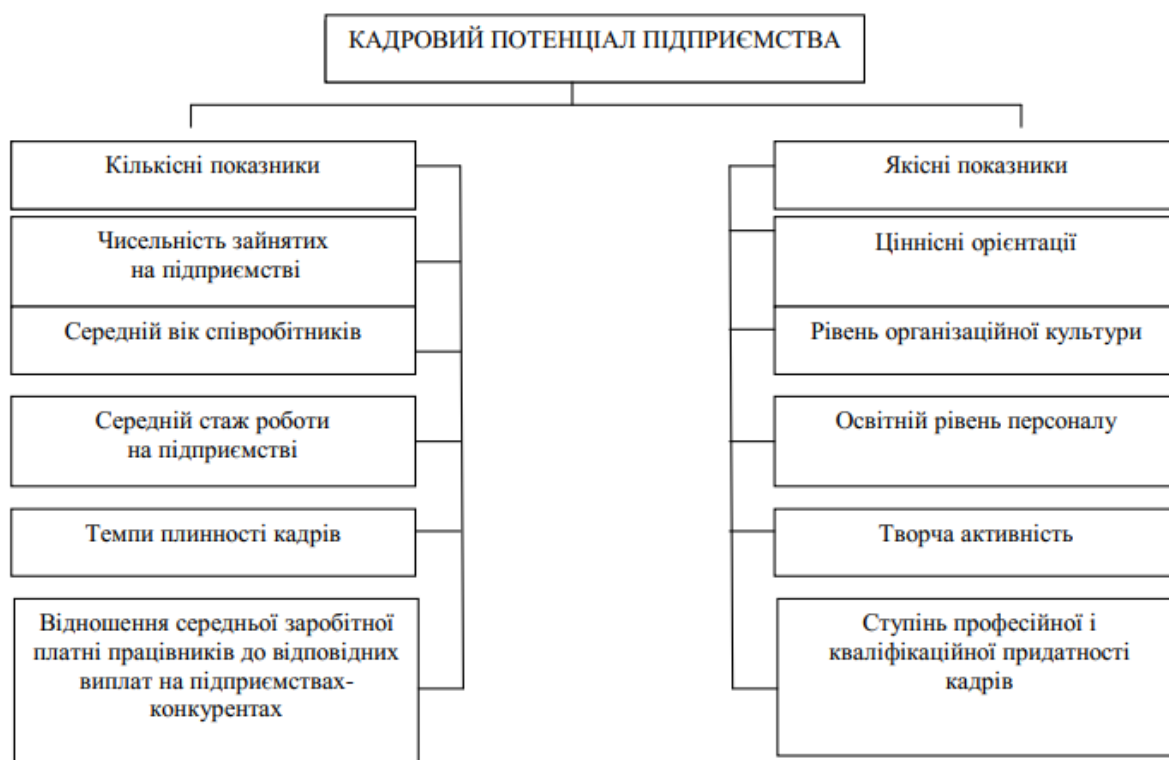 КАДРОВИЙ ПОТЕНЦІАЛ ПІДПРИЄМСТВА
Кількісні показники
Чисельність зайнятих
на підприємстві
Середній вік співробітників
Середній стаж роботи
на підприємстві
Темпи плинності кадрів
Відношення середньої заробітної
платні працівників до відповідних
виплат на підприємствах-
конкурентах
Якісні показники
Ціннісні орієнтації
Рівень організаційної культури
Освітній рівень персоналу
Творча активність
Ступінь професійної і
кваліфікаційної придатності
кадрів